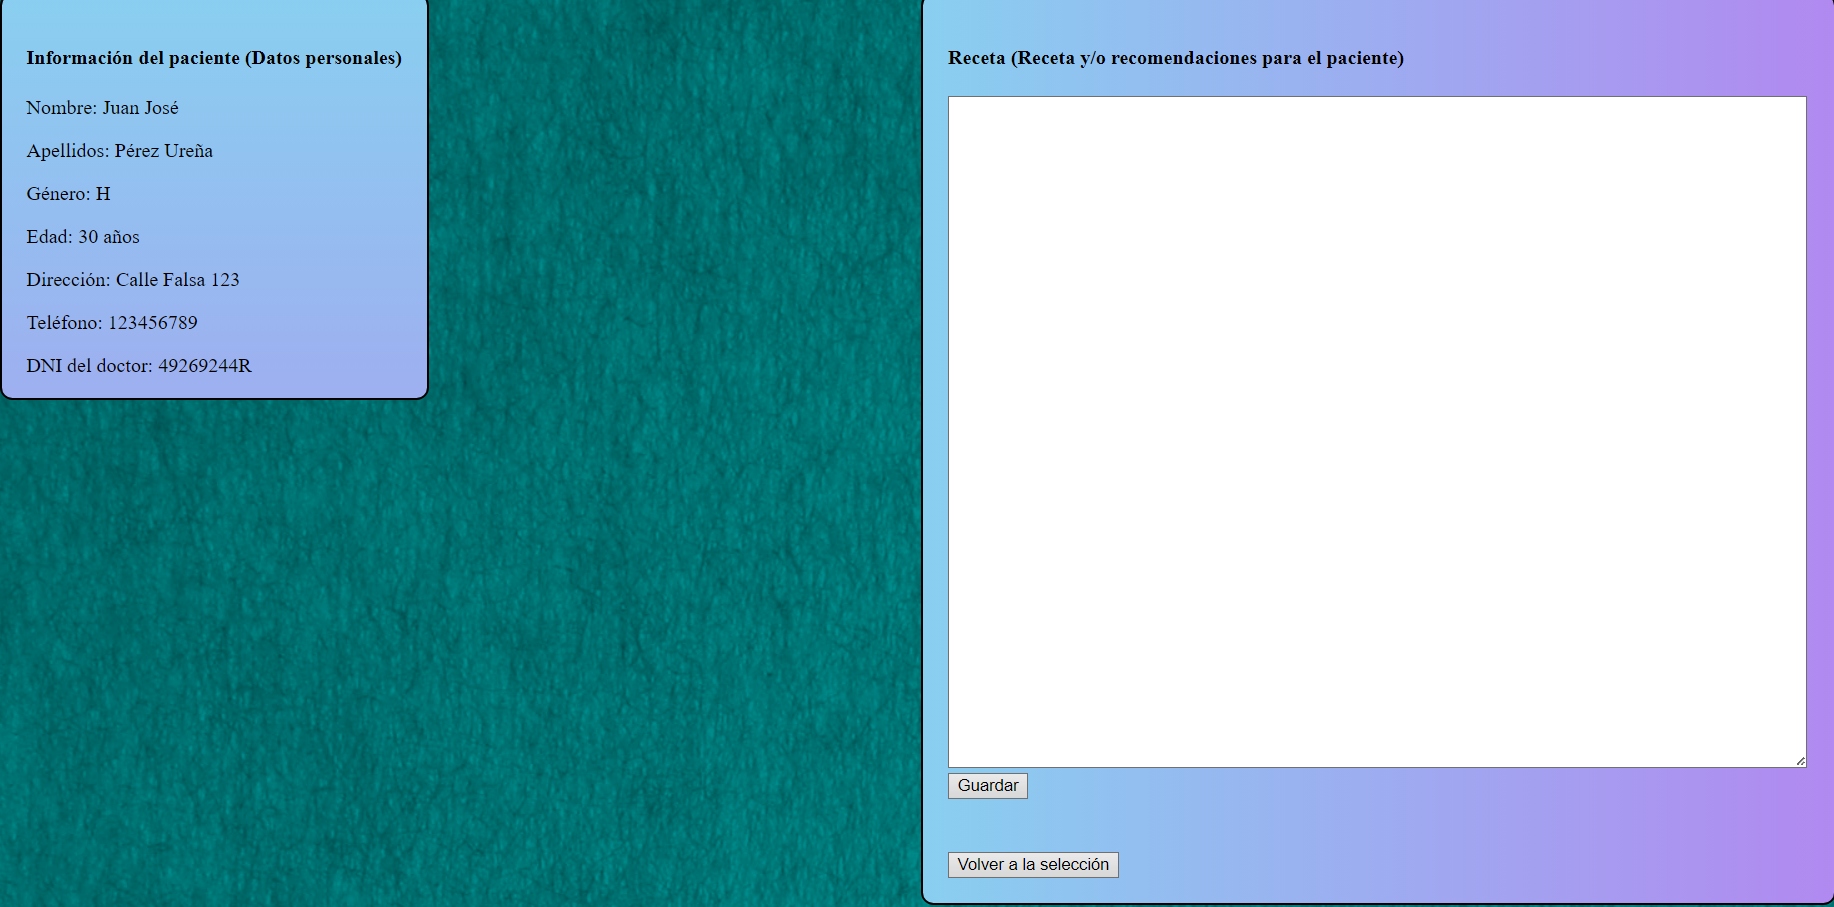 Información del paciente (Datos personales)
Nombre: Juan José
Apellidos: Pérez Ureña
Género: H
Edad: 30 años
Dirección: Calle Falsa 123
Teléfono: 123456789
DNI del doctor: 49269244R
Receta (Receta y/o recomendaciones para el paciente)
Guardar
Volver a la selección